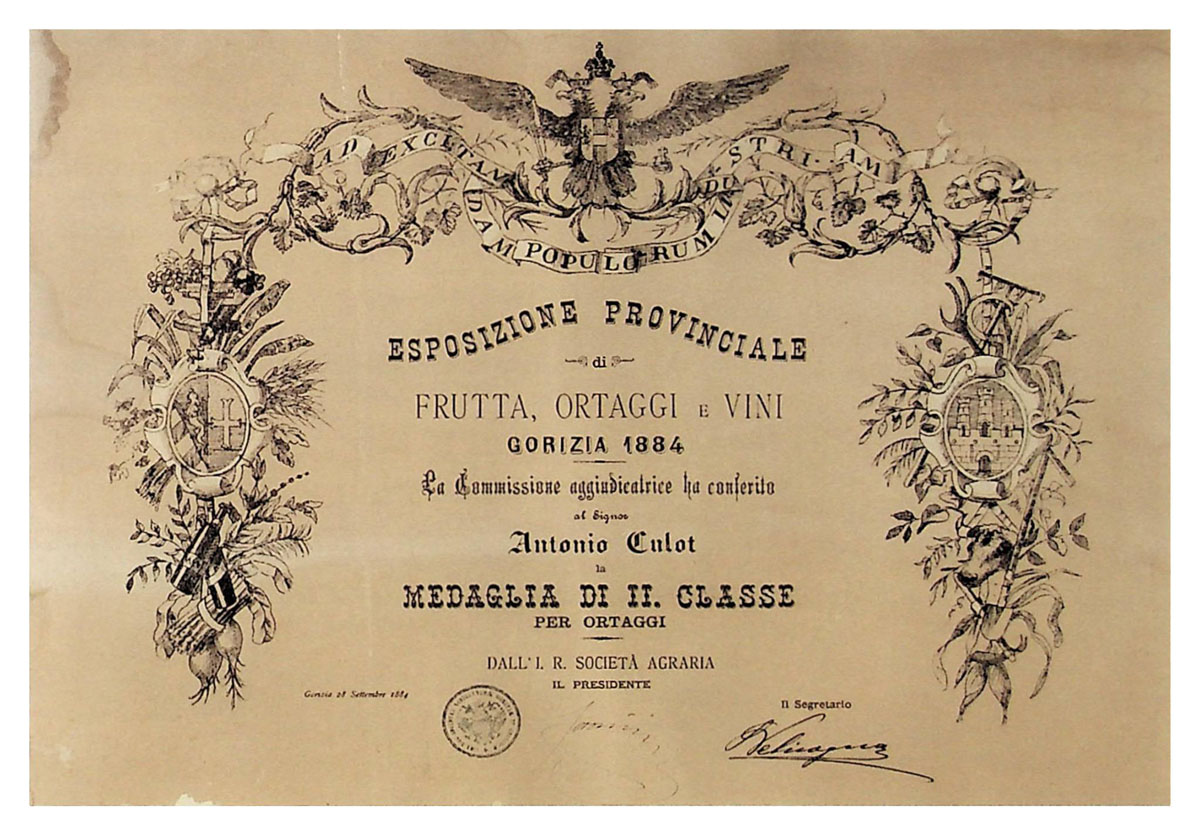 AD EXCITANDAM POPULORUM INDUSTRI-AM
ESPOSIZIONE PROVINCIALE
di
FRUTTA, ORTAGGI E VINI
GORIZIA 1884
La Commissione aggiudicatrice ha conferito
al Signor
Antonio Culot
la
MEDAGLIA DI II. CLASSE
PER ORTAGGI
DALL' I. R. SOCIETÀ AGRARIA
IL PRESIDENTE
Gorizia 28 Settembre 1884
Il Segretario